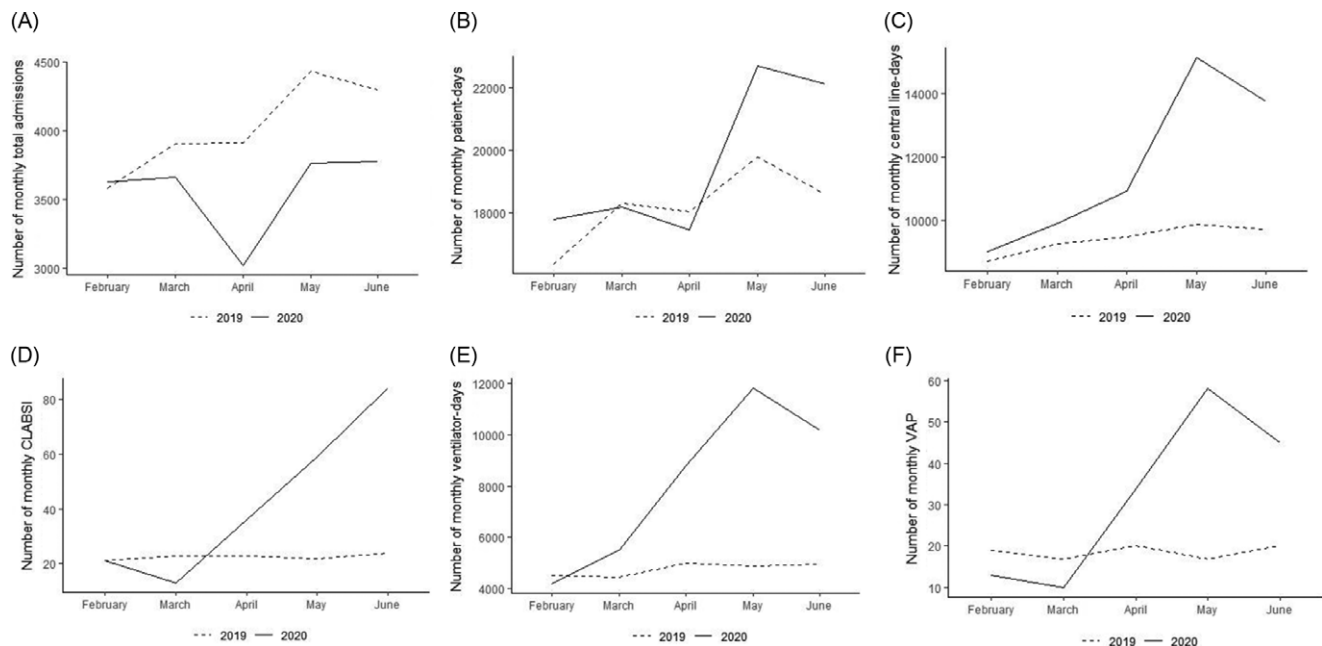 (A)
Number of monthly total admissions
4500
4000
3500
3000
February March April May June
2019 2020
(B)
Number of monthly patient-days
22000
20000
18000
February March April May June
2019 2020
(C)
Number of monthly central line-days
14000
12000
10000
February March April May June
2019 2020
(D)
Number of monthly CLABSI
80
60
40
20
February March April May June
2019 2020
(E)
Number of monthly ventilator-days
12000
10000
8000
6000
4000
February March April May June
2019 2020
(F)
Number of monthly VAP
60
50
40
30
20
10
February March April May June
2019 2020